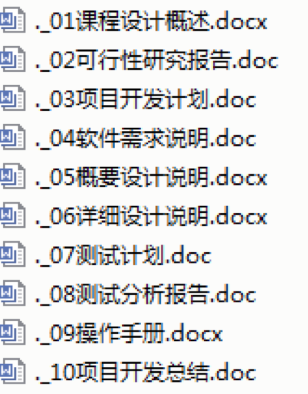 ._01课程设计概述.docx
._02可行性研究报告.doc
._03项目开发计划.doc
._04软件需求说明.doc
._05概要设计说明.docx
._06详细设计说明.docx
._07测试计划.doc
._08测试分析报告.doc
._09操作手册.docx
._10项目开发总结.doc